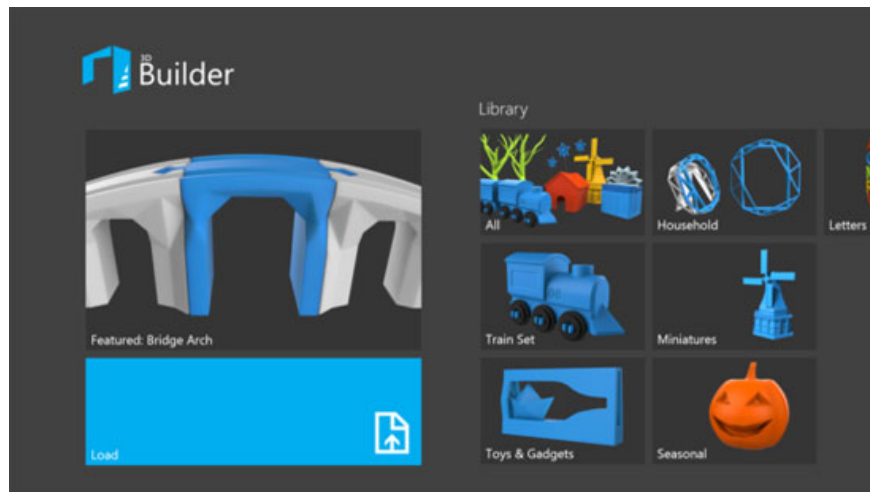 3D
Builder
Library
All
Household
Letters
Featured: Bridge Arch
Train Set
Miniatures
Load
Toys & Gadgets
Seasonal